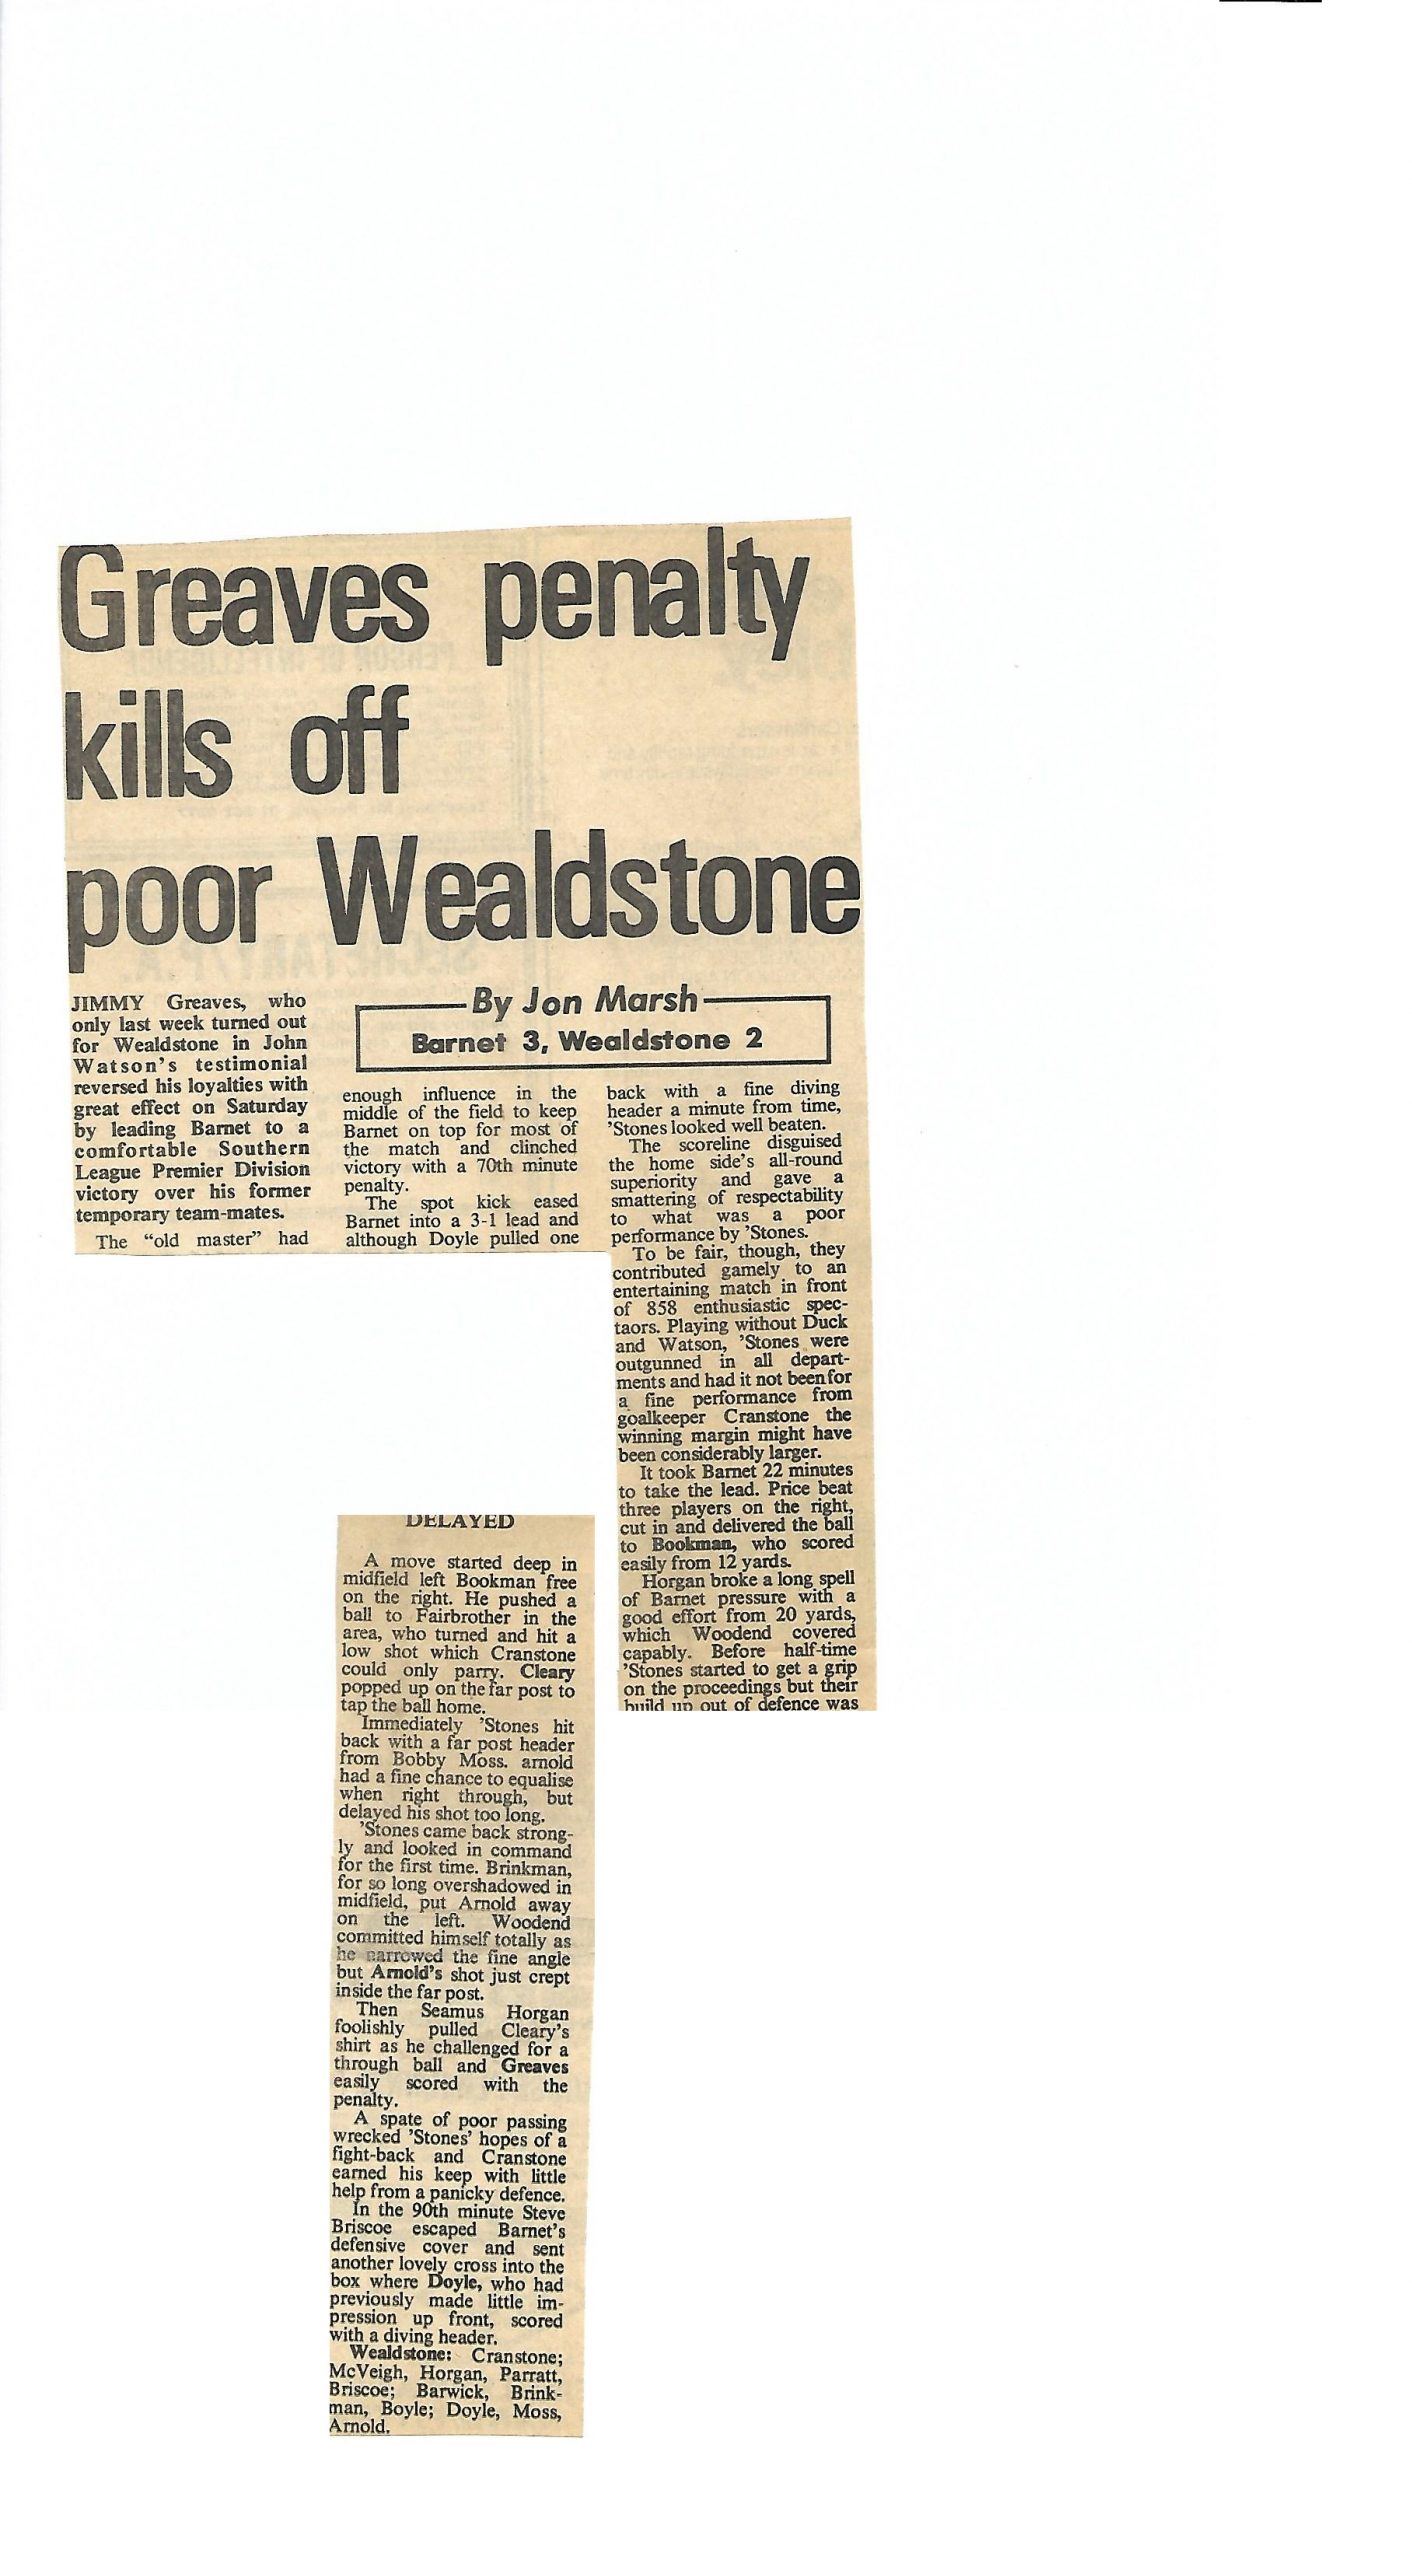 Greaves penalty
kills off
poor Wealdstone
By Jon Marsh
Barnet 3, Wealdstone 2
JIMMY Greaves, who
only last week turned out
for Wealdstone in John
Watson's testimonial
reversed his loyalties with
great effect on Saturday
by leading Barnet to a
comfortable Southern
League Premier Division
victory over his former
temporary team-mates.
The "old master" had
enough influence in the
middle of the field to keep
Barnet on top for most of
the match and clinched
victory with a 70th minute
penalty.
The spot kick eased
Barnet into a 3-1 lead and
although Doyle pulled one
back with a fine diving
header a minute from time,
'Stones looked well beaten.
The scoreline disguised
the home side's all-round
superiority and gave a
smattering of respectability
to what was a poor
performance by 'Stones.
To be fair, though, they
contributed gamely to an
entertaining match in front
of 858 enthusiastic spec-
taors. Playing without Duck
and Watson, 'Stones were
outgunned in all depart-
ments and had it not been for
a fine performance from
goalkeeper Cranstone the
winning margin might have
been considerably larger.
It took Barnet 22 minutes
to take the lead. Price beat
three players on the right,
cut in and delivered the ball
to Bookman, who scored
easily from 12 yards.
Horgan broke a long spell
of Barnet pressure with a
good effort from 20 yards,
which Woodend covered
capably. Before half-time
'Stones started to get a grip
on the proceedings but their
build up out of defence was
DELAYED
A move started deep in
midfield left Bookman free
on the right. He pushed a
ball to Fairbrother in the
area, who turned and hit a
low shot which Cranstone
could only parry. Cleary
popped up on the far post to
tap the ball home.
Immediately 'Stones hit
back with a far post header
from Bobby Moss. arnold
had a fine chance to equalise
when right through, but
delayed his shot too long.
'Stones came back strong-
ly and looked in command
for the first time. Brinkman,
for so long overshadowed in
midfield, put Arnold away
on the left. Woodend
committed himself totally as
he narrowed the fine angle
but Arnold's shot just crept
inside the far post.
Then Seamus Horgan
foolishly pulled Cleary's
shirt as he challenged for a
through ball and Greaves
easily scored with the
penalty.
A spate of poor passing
wrecked 'Stones' hopes of a
fight-back and Cranstone
earned his keep with little
help from a panicky defence.
In the 90th minute Steve
Briscoe escaped Barnet's
defensive cover and sent
another lovely cross into the
box where Doyle, who had
previously made little im-
pression up front, scored
with a diving header.
Wealdstone: Cranstone;
McVeigh, Horgan, Parratt,
Briscoe; Barwick, Brink-
man, Boyle; Doyle, Moss,
Arnold.